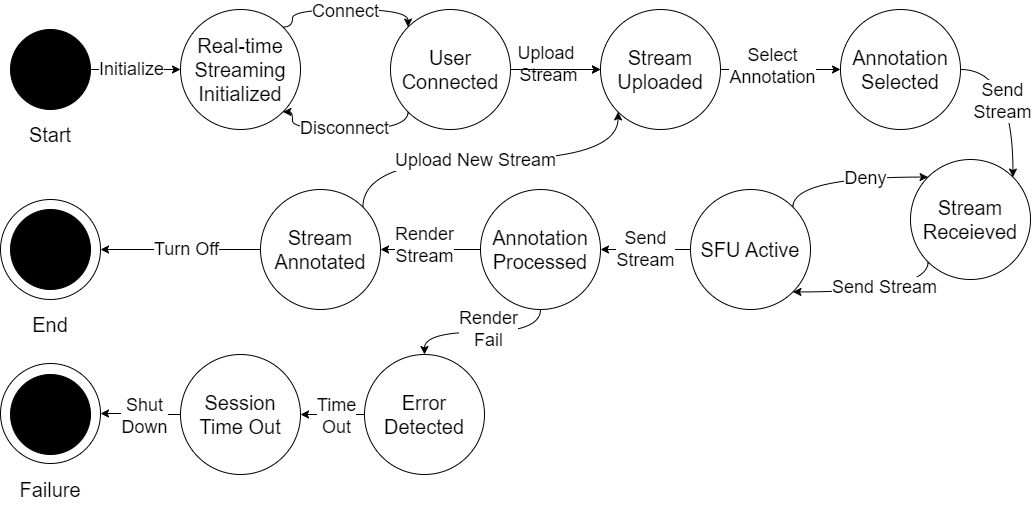 Connect
Initialize
Real-time
Streaming
Initialized
User
Connected
Upload
Stream
Stream
Uploaded
Select
Annotation
Annotation
Selected
Send
Stream
Start
Disconnect
Upload New Stream
Deny
Stream
Receieved
Send Stream
SFU Active
Send
Stream
Annotation
Processed
Render
Stream
Stream
Annotated
Turn Off
End
Render
Fail
Error
Detected
Time
Out
Session
Time Out
Shut
Down
Failure